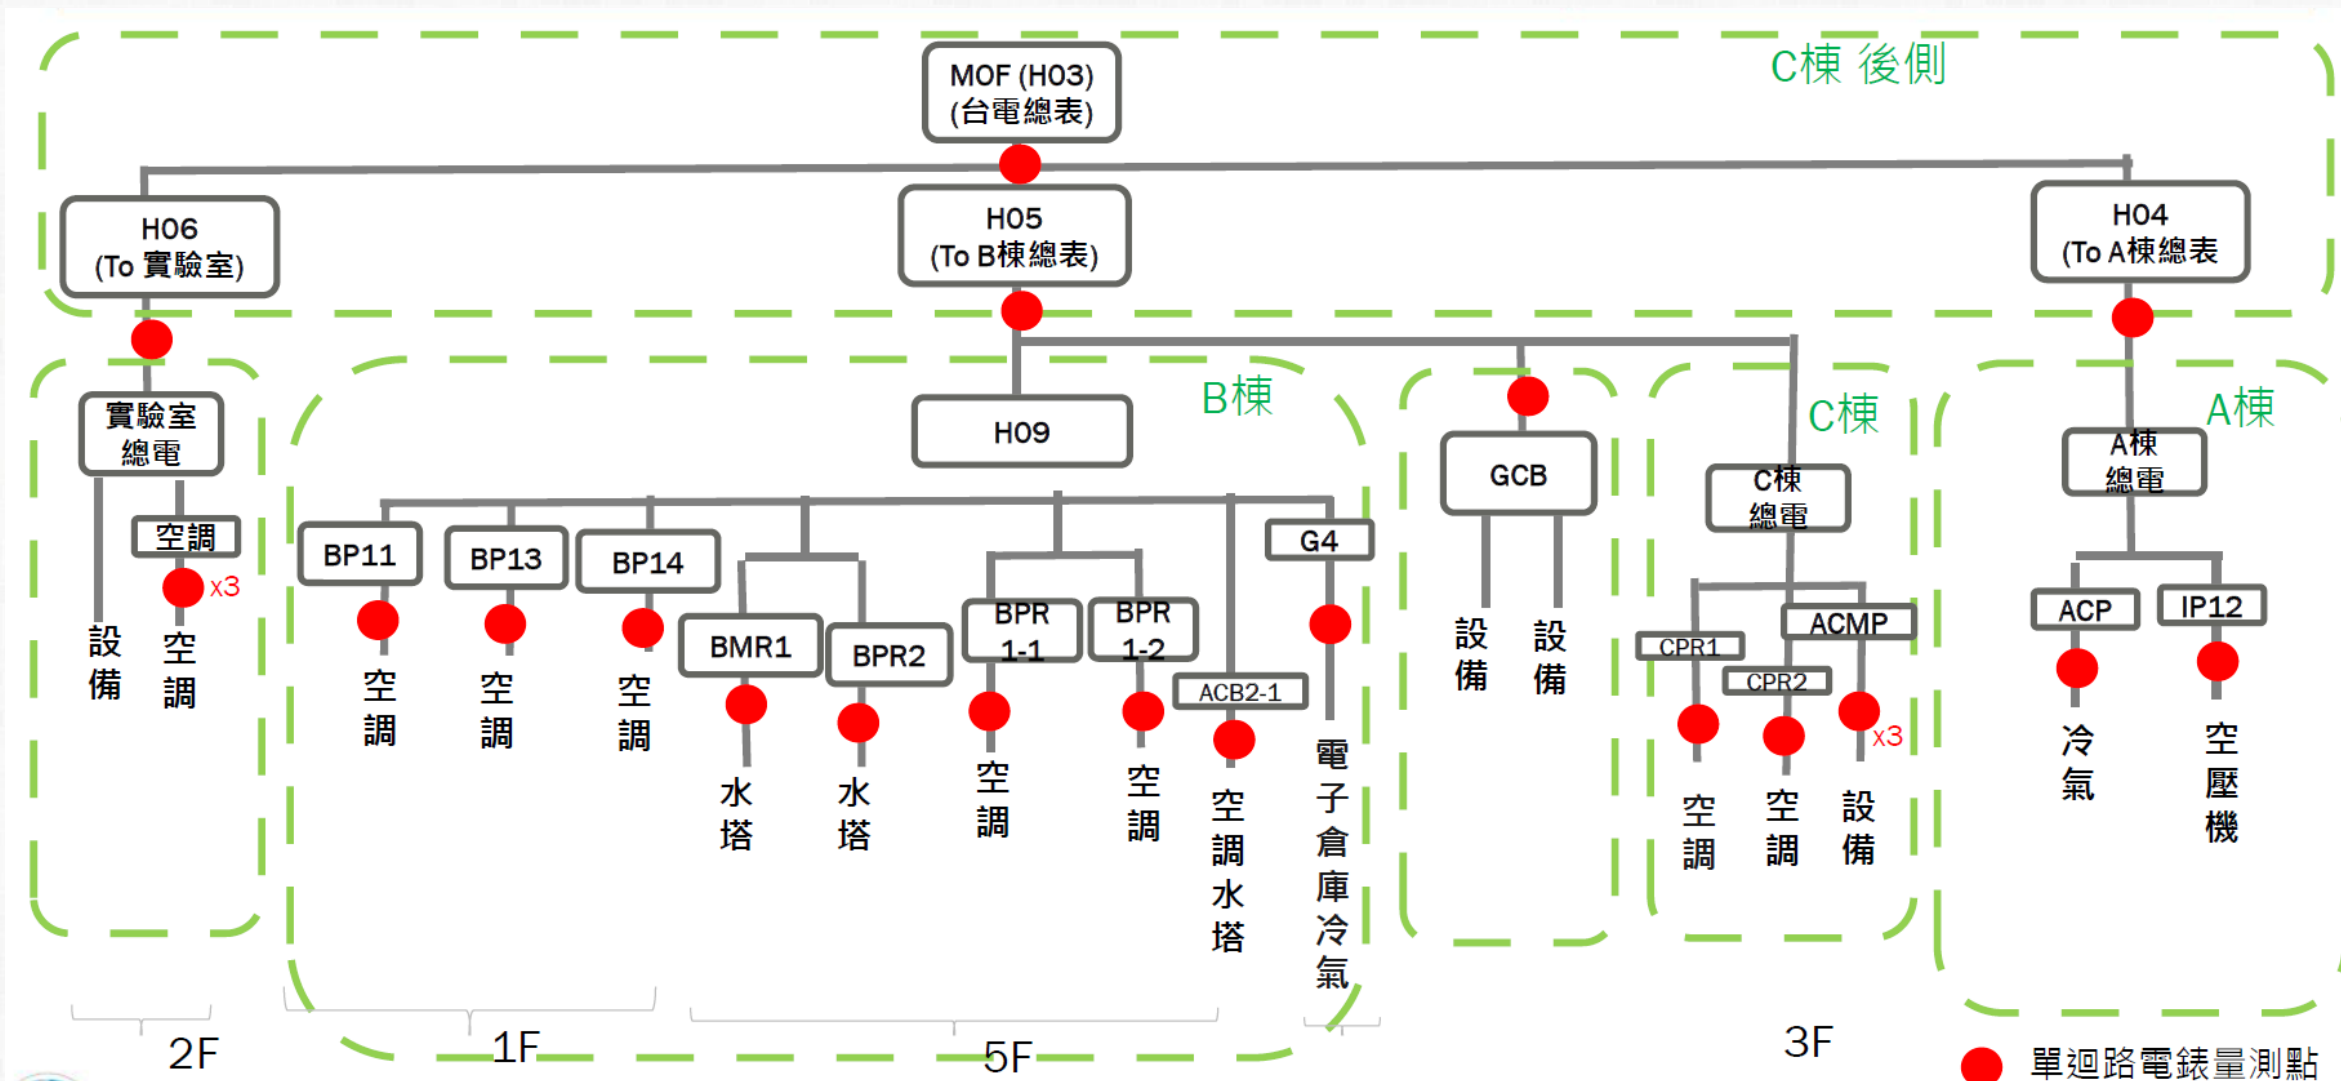 C棟 後側
MOF (H03)
(台電總表)
H06
(To 實驗室)
H05
(To B棟總表)
H04
(To A棟總表
B棟
C棟
A棟
實驗室
總電
H09
GCB
C棟
總電
A棟
總電
空調
BP11
BP13
BP14
BMR1
BPR2
BPR
1-1
BPR
1-2
ACB2-1
G4
CPR1
CPR2
ACMP
ACP
IP12
x3
x3
設備
空調
空調
空調
空調
水塔
水塔
空調
空調
空調水塔
電子倉庫冷氣
設備
設備
空調
空調
設備
冷氣
空壓機
2F
1F
5F
3F
單迴路電錶量測點